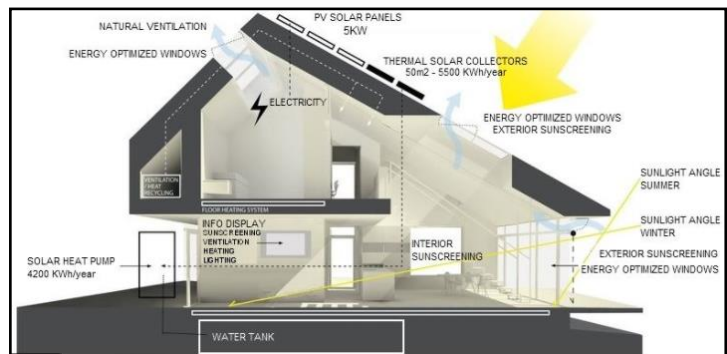 PV SOLAR PANELS
5KW
NATURAL VENTILATION
ENERGY OPTIMIZED WINDOWS
THERMAL SOLAR COLLECTORS
50m2 - 5500 KWh/year
ELECTRICITY
ENERGY OPTIMIZED WINDOWS
EXTERIOR SUNSCREENING
SUNLIGHT ANGLE
SUMMER
VENTILATION
/ HEAT
RECYCLING
FLOOR HEATING SYSTEM
SUNLIGHT ANGLE
WINTER
INFO DISPLAY
SUNSCREENING
VENTILATION
HEATING
LIGHTING
INTERIOR
SUNSCREENING
EXTERIOR SUNSCREENING
ENERGY OPTIMIZED WINDOWS
SOLAR HEAT PUMP
4200 KWh/year
WATER TANK